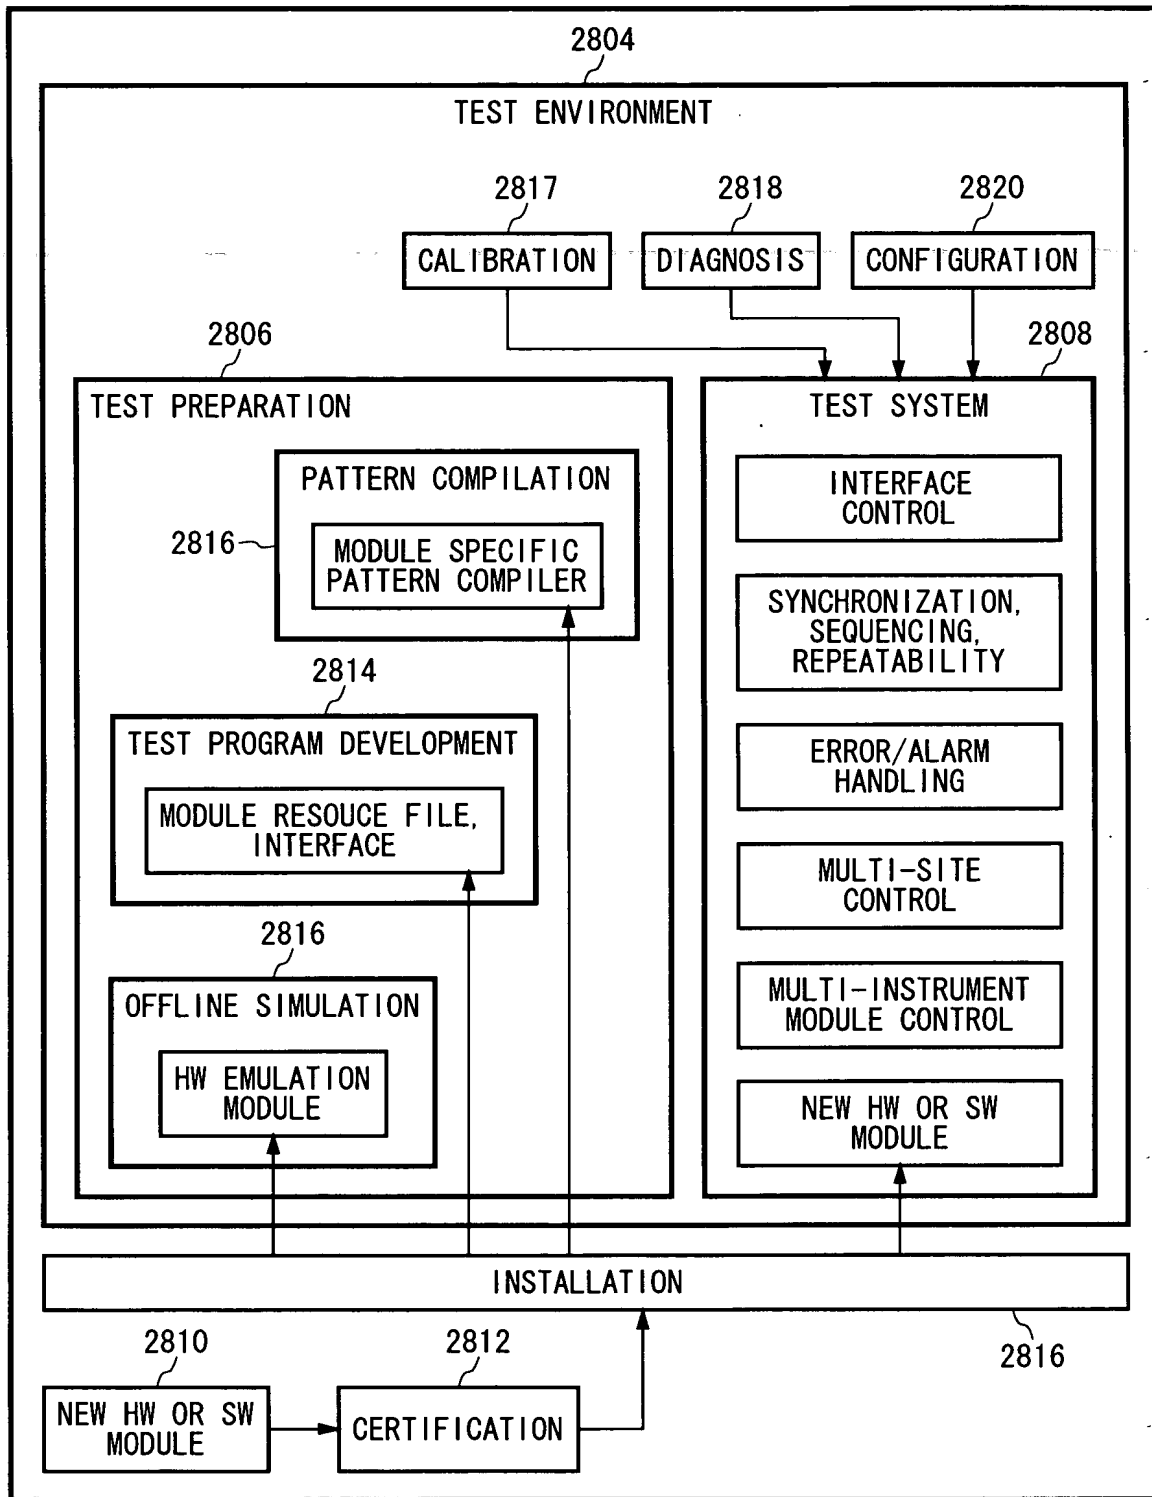 2804
TEST ENVIRONMENT
2817
2818
2820
CALIBRATION
DIAGNOSIS
CONFIGURATION
2806
2808
TEST PREPARATION
PATTERN COMPILATION
2816
MODULE SPECIFIC
PATTERN COMPILER
2814
TEST PROGRAM DEVELOPMENT
MODULE RESOUCE FILE,
INTERFACE
2816
OFFLINE SIMULATION
HW EMULATION
MODULE
TEST SYSTEM
INTERFACE
CONTROL
SYNCHRONIZATION,
SEQUENCING,
REPEATABILITY
ERROR/ALARM
HANDLING
MULTI-SITE
CONTROL
MULTI-INSTRUMENT
MODULE CONTROL
NEW HW OR SW
MODULE
INSTALLATION
2816
2810
2812
NEW HW OR SW
MODULE
CERTIFICATION